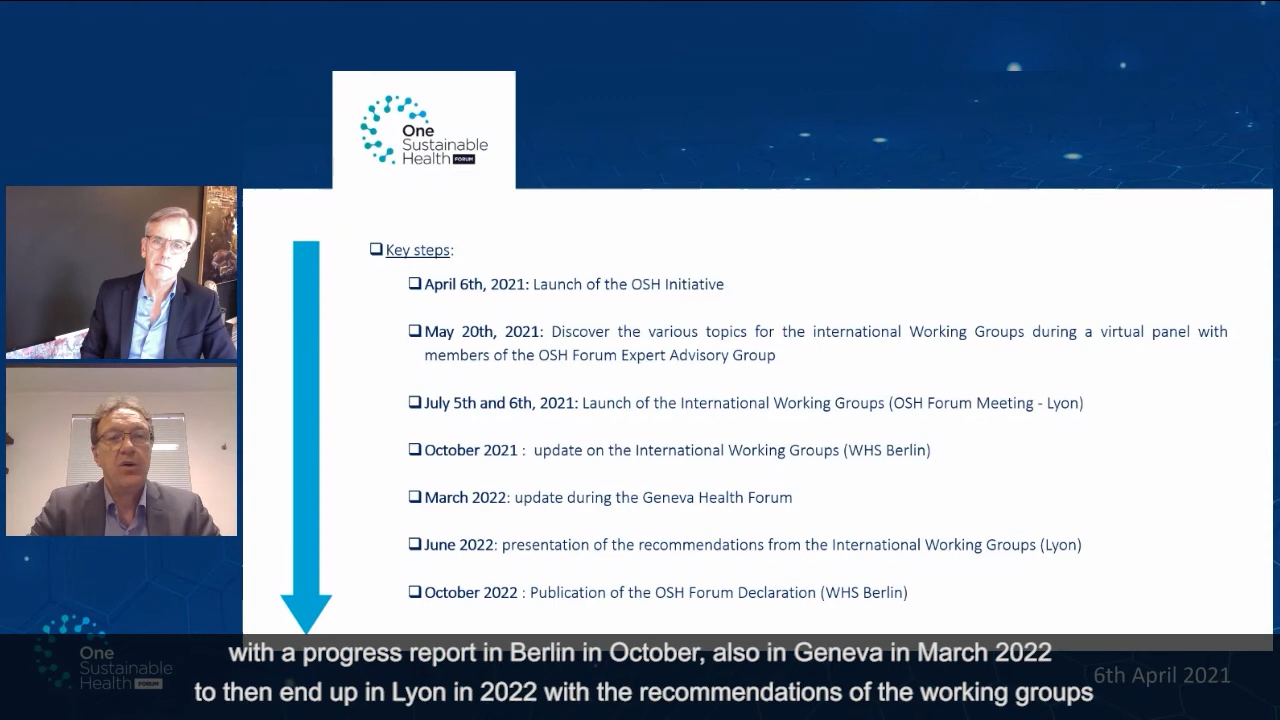 One
Sustainable
Health FORUM
Key steps:
April 6th, 2021: Launch of the OSH Initiative
May 20th, 2021: Discover the various topics for the international Working Groups during a virtual panel with
members of the OSH Forum Expert Advisory Group
July 5th and 6th, 2021: Launch of the International Working Groups (OSH Forum Meeting - Lyon)
October 2021 : update on the International Working Groups (WHS Berlin)
March 2022: update during the Geneva Health Forum
June 2022: presentation of the recommendations from the International Working Groups (Lyon)
October 2022 : Publication of the OSH Forum Declaration (WHS Berlin)
with a progress report in Berlin in October, also in Geneva in March 2022
to then end up in Lyon in 2022 with the recommendations of the working groups
One
Sustainable
Health FORUM
6th April 2021